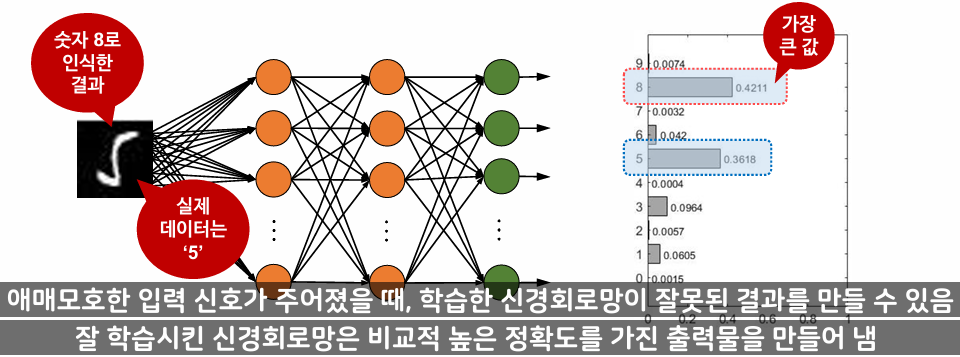 숫자 8로
인식한
결과
실제
데이터는
‘5’
가장
큰 값
9 0.0074
8 0.4211
7 0.0032
6 0.042
5 0.3618
4 0.0004
3 0.0964
2 0.0057
1 0.0605
0 0.0015
0 0.2 0.4 0.6 0.8 1
애매모호한 입력 신호가 주어졌을 때, 학습한 신경회로망이 잘못된 결과를 만들 수 있음
잘 학습시킨 신경회로망은 비교적 높은 정확도를 가진 출력물을 만들어 냄